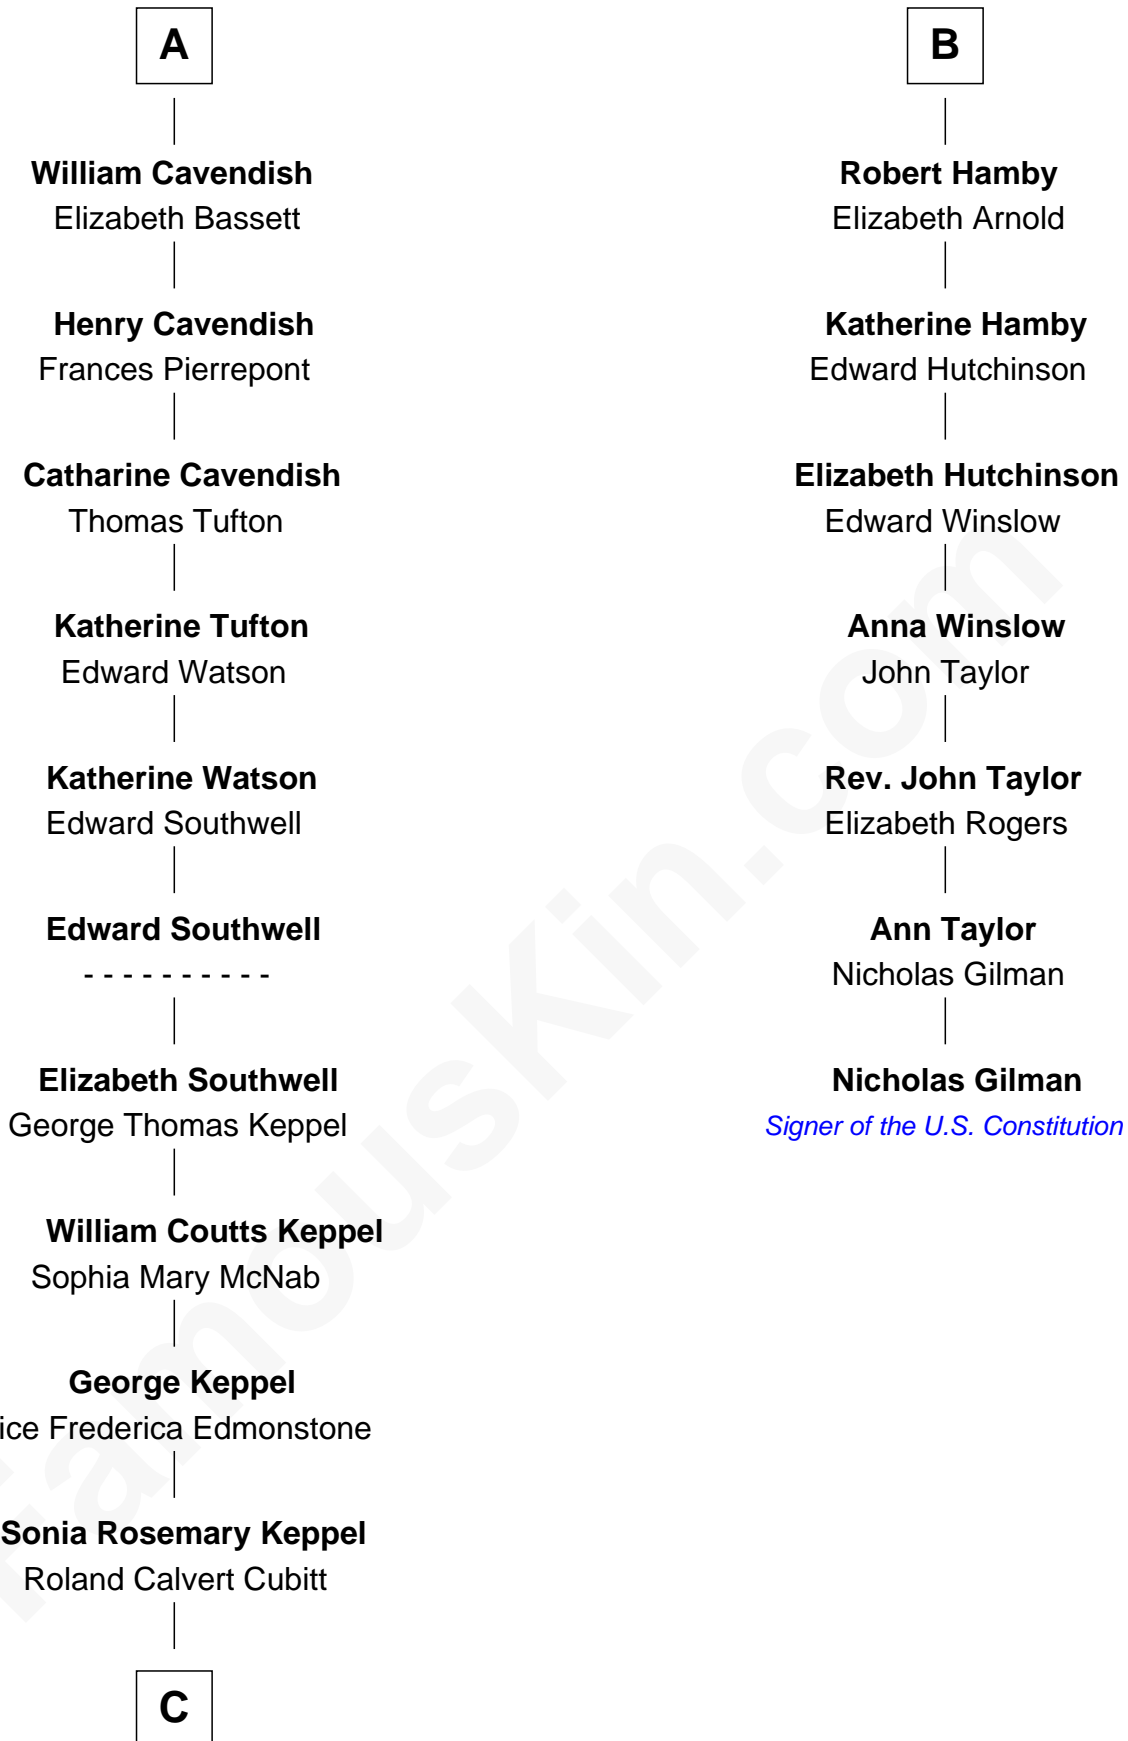 A
William Cavendish
Elizabeth Bassett
Henry Cavendish
Frances Pierrepont
Catharine Cavendish
Thomas Tufton
Katherine Tufton
Edward Watson
Katherine Watson
Edward Southwell
Edward Southwell
- - - - - - - - - -
Elizabeth Southwell
George Thomas Keppel
William Coutts Keppel
Sophia Mary McNab
George Keppel
ice Frederica Edmonstone
Sonia Rosemary Keppel
Roland Calvert Cubitt
C
B
Robert Hamby
Elizabeth Arnold
Katherine Hamby
Edward Hutchinson
Elizabeth Hutchinson
Edward Winslow
Anna Winslow
John Taylor
Rev. John Taylor
Elizabeth Rogers
Ann Taylor
Nicholas Gilman
Nicholas Gilman
Signer of the U.S. Constitution
FamousKin.com